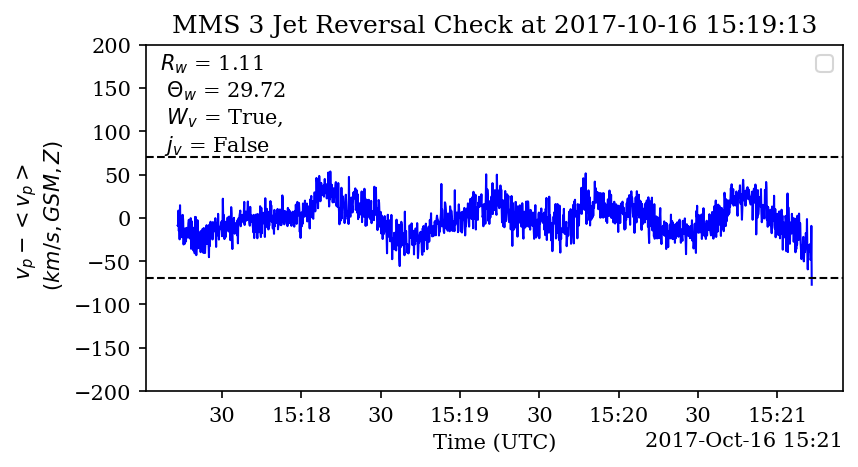 MMS 3 Jet Reversal Check at 2017-10-16 15:19:13
R_w = 1.11
Θ_w = 29.72
W_v = True,
j_v = False
v_p − < v_p >
(km/s, GSM, Z)
200
150
100
50
0
−50
−100
−150
−200
30 15:18 30 15:19 30 15:20 30 15:21
Time (UTC)
2017-Oct-16 15:21